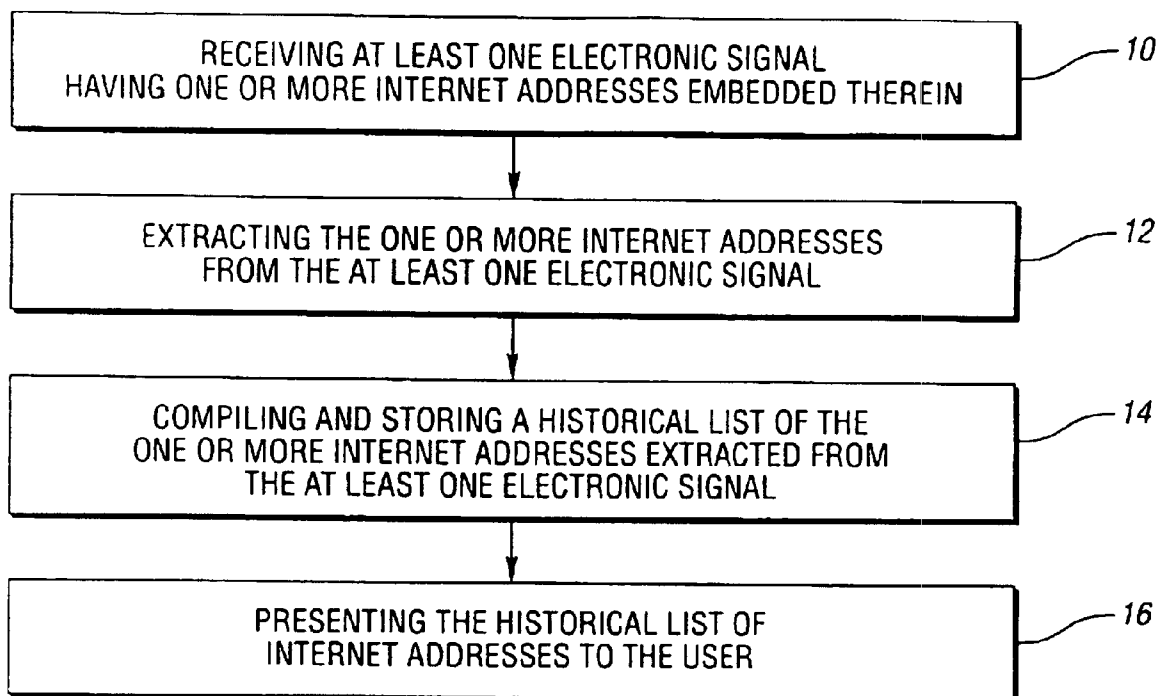 RECEIVING AT LEAST ONE ELECTRONIC SIGNAL
HAVING ONE OR MORE INTERNET ADDRESSES EMBEDDED THEREIN
10
EXTRACTING THE ONE OR MORE INTERNET ADDRESSES
FROM THE AT LEAST ONE ELECTRONIC SIGNAL
12
COMPILING AND STORING A HISTORICAL LIST OF THE
ONE OR MORE INTERNET ADDRESSES EXTRACTED FROM
THE AT LEAST ONE ELECTRONIC SIGNAL
14
PRESENTING THE HISTORICAL LIST OF
INTERNET ADDRESSES TO THE USER
16